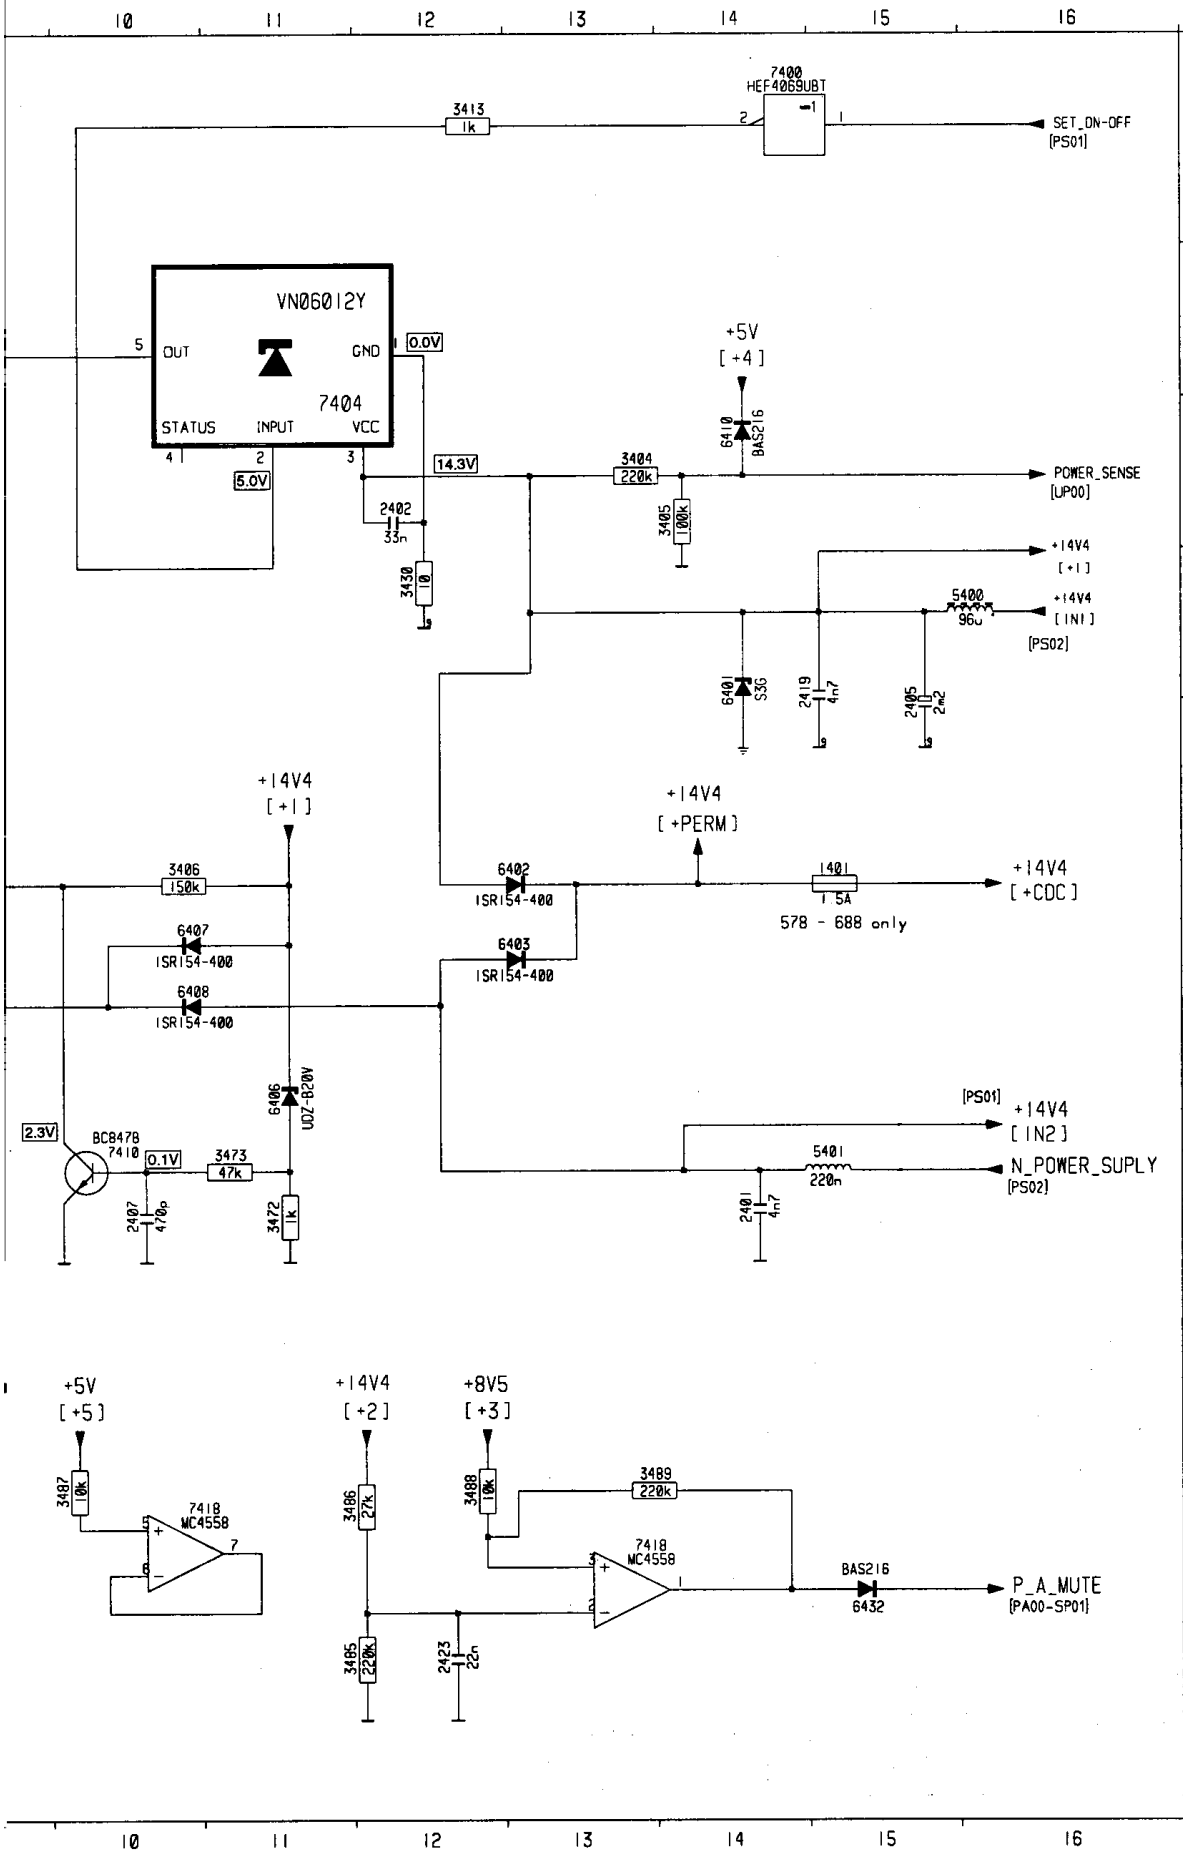 10 11 12 13 14 15 16
7400
HEF4069UBT
3413
1k
2
1
1
SET_ON-OFF
[PS01]
VN06012Y
5
OUT
GND
1
0.0V
7404
STATUS
INPUT
VCC
4
2
3
5.0V
14.3V
+5V
[+4]
6410
BAS216
3404
220k
POWER_SENSE
[UP00]
2402
33n
3405
100k
3430
10
+14V4
[+1]
5400
96u
+14V4
[IN1]
[PS02]
6401
S3G
2419
4n7
2405
2m2
+14V4
[+1]
+14V4
[+PERM]
3406
150k
6402
1SR154-400
1401
1.5A
+14V4
[+CDC]
578 - 688 only
6407
1SR154-400
6403
1SR154-400
6408
1SR154-400
6406
UDZ-B20V
[PS01]
+14V4
[IN2]
2.3V
BC847B
7410
0.1V
3473
47k
5401
220n
N_POWER_SUPLY
[PS02]
2407
470p
3472
1k
2401
4n7
+5V
[+5]
+14V4
[+2]
+8V5
[+3]
3487
10k
3486
27k
3488
10k
3489
220k
7418
MC4558
5
+
6
-
7
7418
MC4558
3
+
2
-
1
BAS216
6432
P_A_MUTE
[PA00-SP01]
3485
220k
2423
22n
10 11 12 13 14 15 16